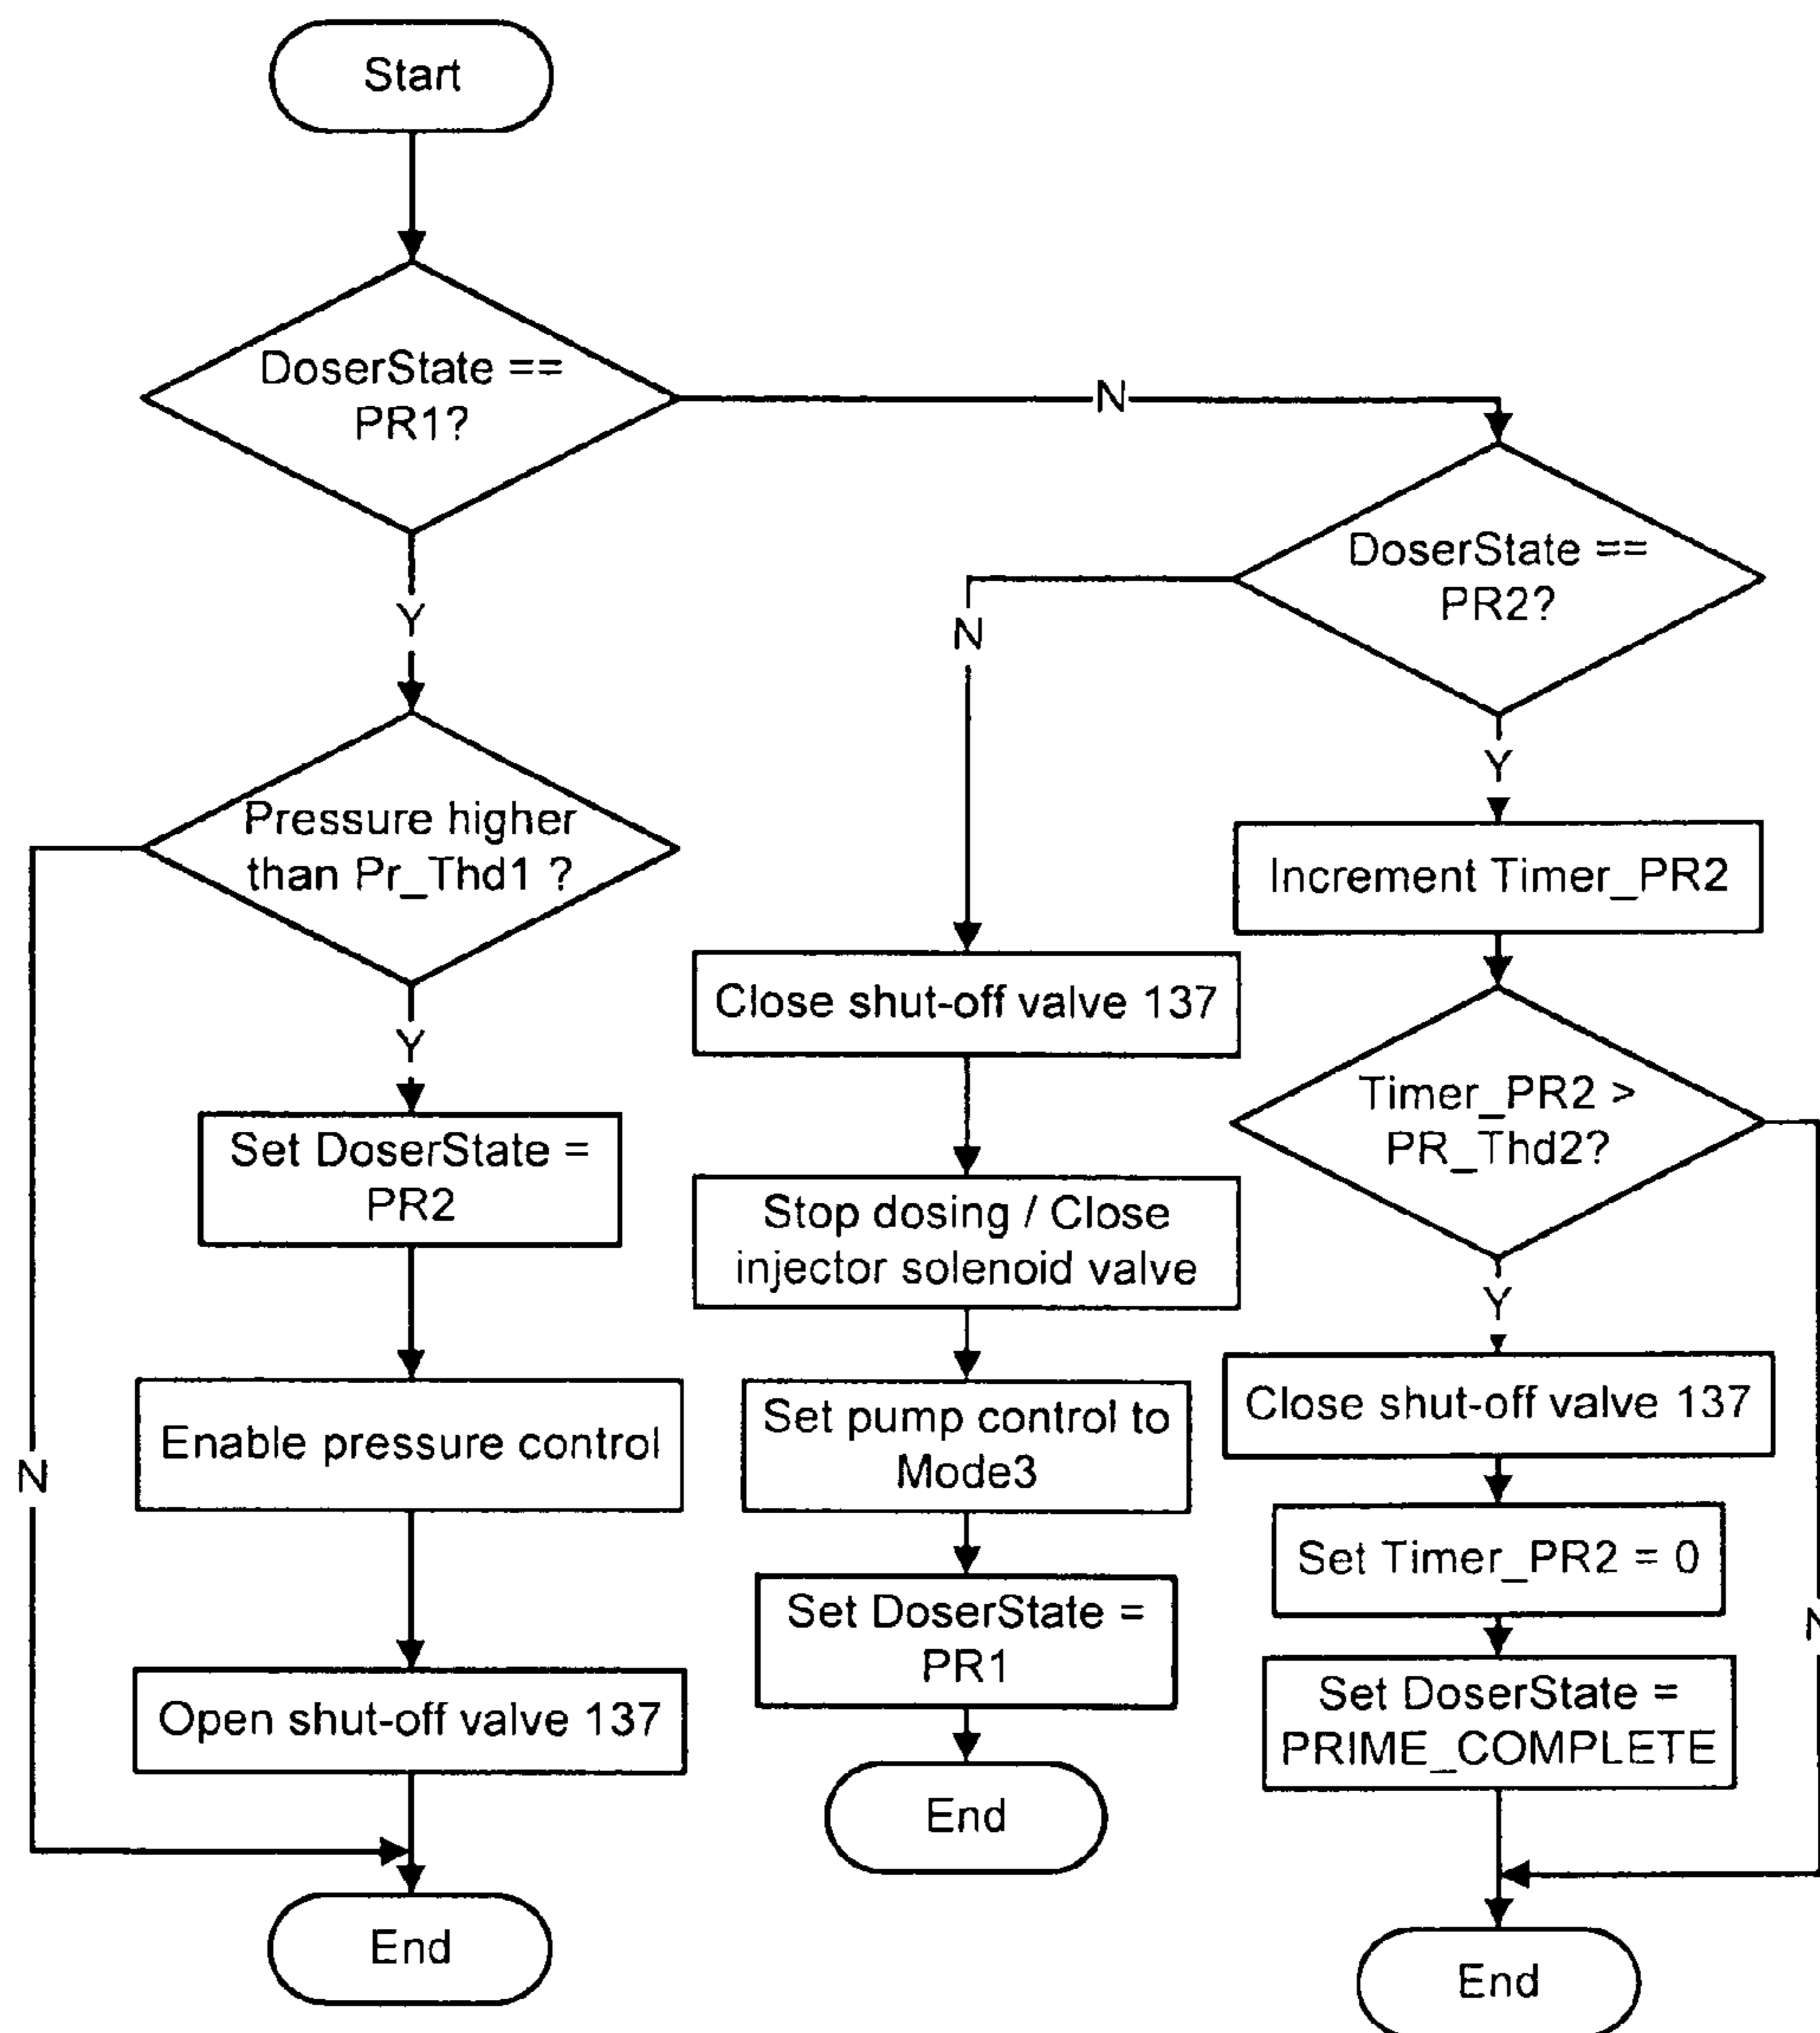 Start
DoserState ==
PR1?
N
Y
DoserState ==
PR2?
N
Y
Pressure higher
than Pr_Thd1 ?
N
Y
Increment Timer_PR2
Close shut-off valve 137
Timer_PR2 >
PR_Thd2?
N
Y
Set DoserState =
PR2
Stop dosing / Close
injector solenoid valve
Enable pressure control
Set pump control to
Mode3
Close shut-off valve 137
Set Timer_PR2 = 0
Set DoserState =
PR1
Open shut-off valve 137
Set DoserState =
PRIME_COMPLETE
End
End
End